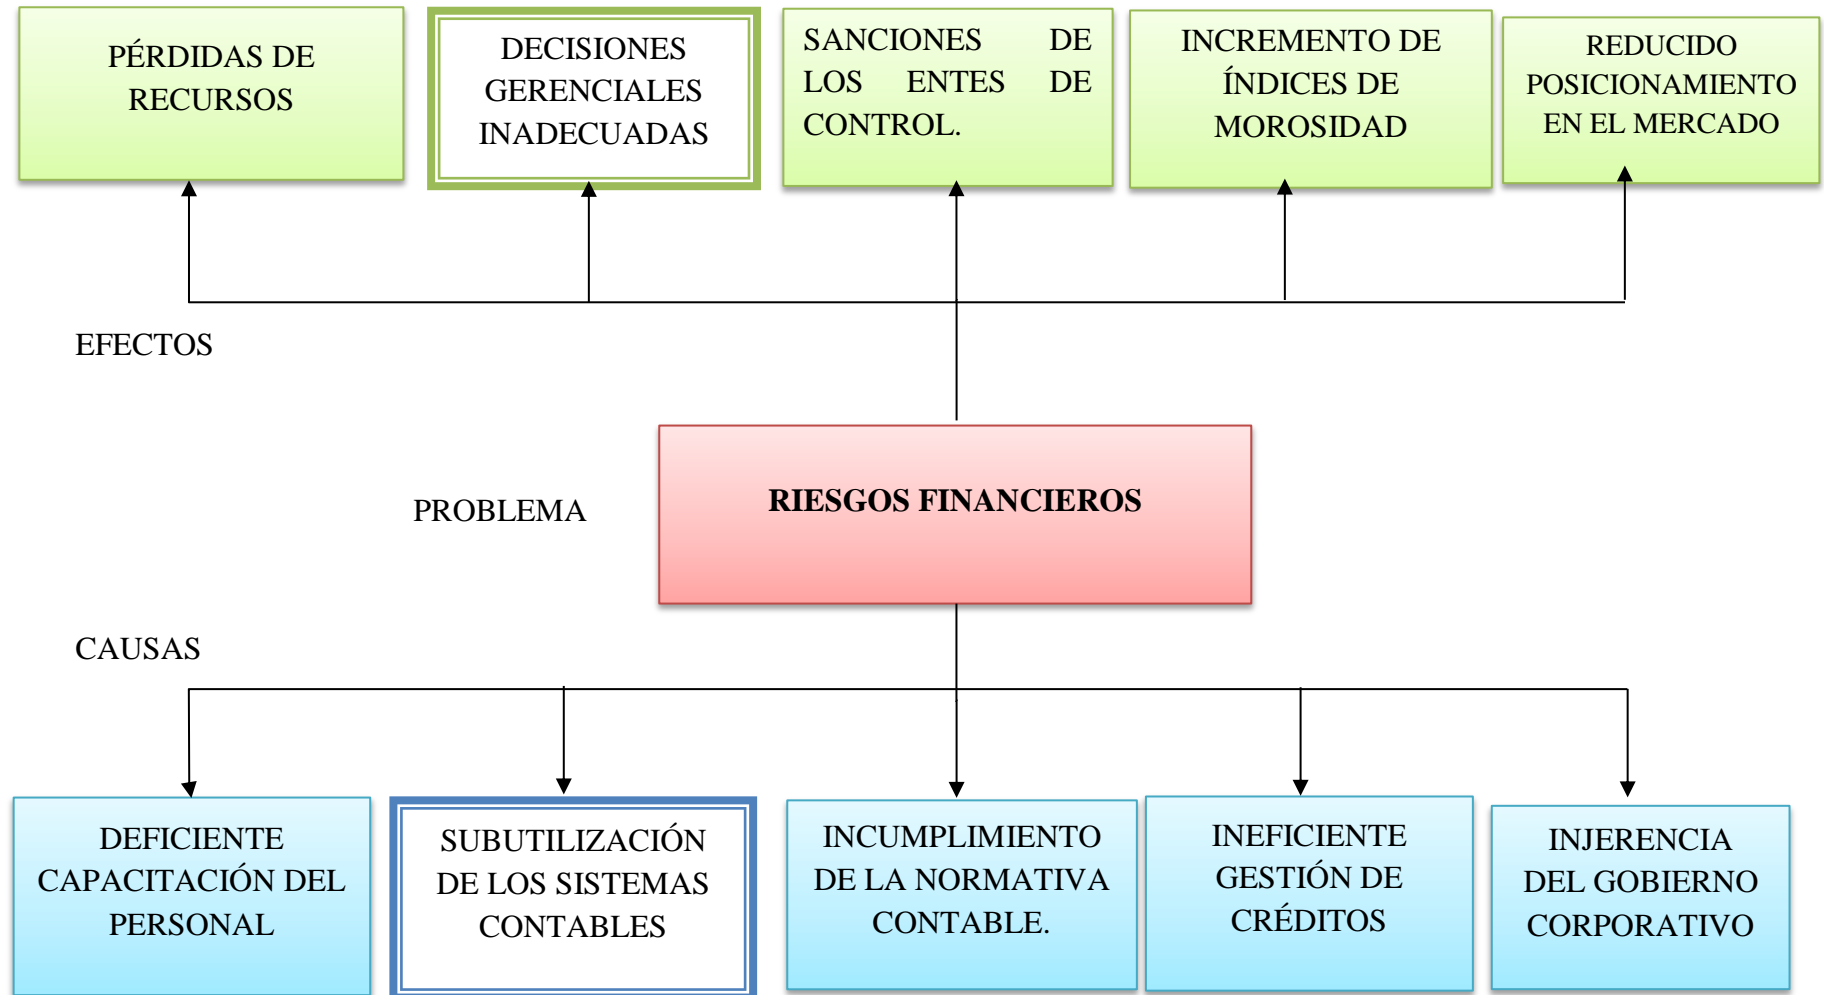 PÉRDIDAS DE
RECURSOS
DECISIONES
GERENCIALES
INADECUADAS
SANCIONES DE
LOS ENTES DE
CONTROL.
INCREMENTO DE
ÍNDICES DE
MOROSIDAD
REDUCIDO
POSICIONAMIENTO
EN EL MERCADO
EFECTOS
PROBLEMA
RIESGOS FINANCIEROS
CAUSAS
DEFICIENTE
CAPACITACIÓN DEL
PERSONAL
SUBUTILIZACIÓN
DE LOS SISTEMAS
CONTABLES
INCUMPLIMIENTO
DE LA NORMATIVA
CONTABLE.
INEFICIENTE
GESTIÓN DE
CRÉDITOS
INJERENCIA
DEL GOBIERNO
CORPORATIVO